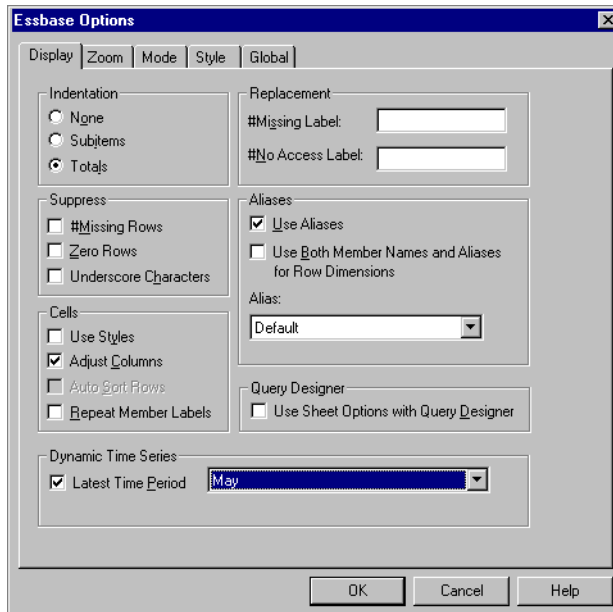 Essbase Options
Display
Zoom
Mode
Style
Global
Indentation
None
Subitems
Totals
Replacement
#Missing Label:
#No Access Label:
Suppress
#Missing Rows
Zero Rows
Underscore Characters
Aliases
Use Aliases
Use Both Member Names and Aliases
for Row Dimensions
Alias:
Default
Cells
Use Styles
Adjust Columns
Auto Sort Rows
Repeat Member Labels
Query Designer
Use Sheet Options with Query Designer
Dynamic Time Series
Latest Time Period
May
OK
Cancel
Help